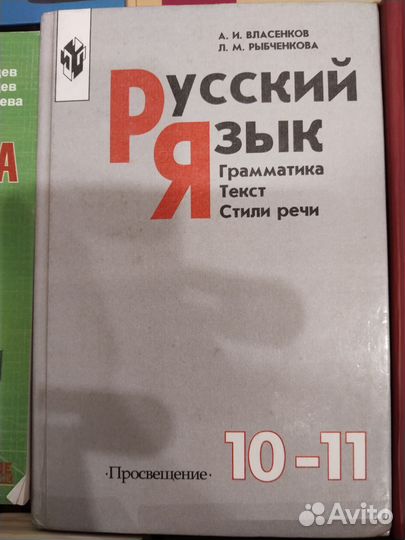 А. И. ВЛАСЕНКОВ
Л. М. РЫБЧЕНКОВА
РУССКИЙ
ЯЗЫК
Грамматика
Текст
Стили речи
10-11
·Просвещение·
Avito